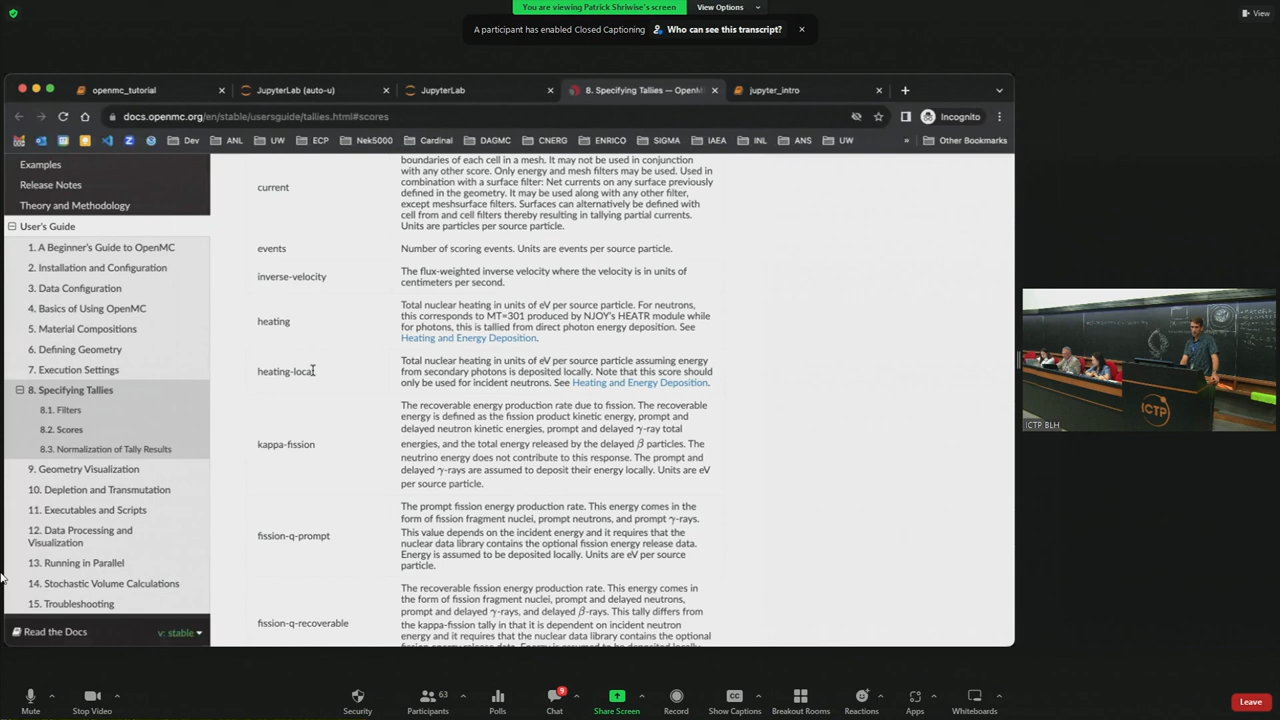 You are viewing Patrick Shriwise's screen
View Options
View
A participant has enabled Closed Captioning
Who can see this transcript?
openmc_tutorial
JupyterLab (auto-u)
JupyterLab
8. Specifying Tallies — OpenM
jupyter_intro
docs.openmc.org/en/stable/usersguide/tallies.html#scores
Incognito
Dev
UW
ECP
Nek5000
Cardinal
DAGMC
CNERG
ENRICO
SIGMA
IAEA
INL
ANS
UW
»
Other Bookmarks
Examples
Release Notes
Theory and Methodology
User's Guide
1. A Beginner's Guide to OpenMC
2. Installation and Configuration
3. Data Configuration
4. Basics of Using OpenMC
5. Material Compositions
6. Defining Geometry
7. Execution Settings
8. Specifying Tallies
8.1. Filters
8.2. Scores
8.3. Normalization of Tally Results
9. Geometry Visualization
10. Depletion and Transmutation
11. Executables and Scripts
12. Data Processing and
Visualization
13. Running in Parallel
14. Stochastic Volume Calculations
15. Troubleshooting
Read the Docs
v: stable
current
boundaries of each cell in a mesh. It may not be used in conjunction
with any other score. Only energy and mesh filters may be used. Used in
combination with a surface filter: Net currents on any surface previously
defined in the geometry. It may be used along with any other filter,
except meshsurface filters. Surfaces can alternatively be defined with
cell from and cell filters thereby resulting in tallying partial currents.
Units are particles per source particle.
events
Number of scoring events. Units are events per source particle.
inverse-velocity
The flux-weighted inverse velocity where the velocity is in units of
centimeters per second.
heating
Total nuclear heating in units of eV per source particle. For neutrons,
this corresponds to MT=301 produced by NJOY's HEATR module while
for photons, this is tallied from direct photon energy deposition. See
Heating and Energy Deposition.
heating-local
Total nuclear heating in units of eV per source particle assuming energy
from secondary photons is deposited locally. Note that this score should
only be used for incident neutrons. See Heating and Energy Deposition.
kappa-fission
The recoverable energy production rate due to fission. The recoverable
energy is defined as the fission product kinetic energy, prompt and
delayed neutron kinetic energies, prompt and delayed γ-ray total
energies, and the total energy released by the delayed β particles. The
neutrino energy does not contribute to this response. The prompt and
delayed γ-rays are assumed to deposit their energy locally. Units are eV
per source particle.
fission-q-prompt
The prompt fission energy production rate. This energy comes in the
form of fission fragment nuclei, prompt neutrons, and prompt γ-rays.
This value depends on the incident energy and it requires that the
nuclear data library contains the optional fission energy release data.
Energy is assumed to be deposited locally. Units are eV per source
particle.
fission-q-recoverable
The recoverable fission energy production rate. This energy comes in
the form of fission fragment nuclei, prompt and delayed neutrons,
prompt and delayed γ-rays, and delayed β-rays. This tally differs from
the kappa-fission tally in that it is dependent on incident neutron
energy and it requires that the nuclear data library contains the optional
fission energy release data. Energy is assumed to be deposited locally.
ICTP
ICTP BLH
Mute
Stop Video
Security
63
Participants
Polls
9
Chat
Share Screen
Record
CC
Show Captions
Breakout Rooms
Reactions
Apps
Whiteboards
Leave